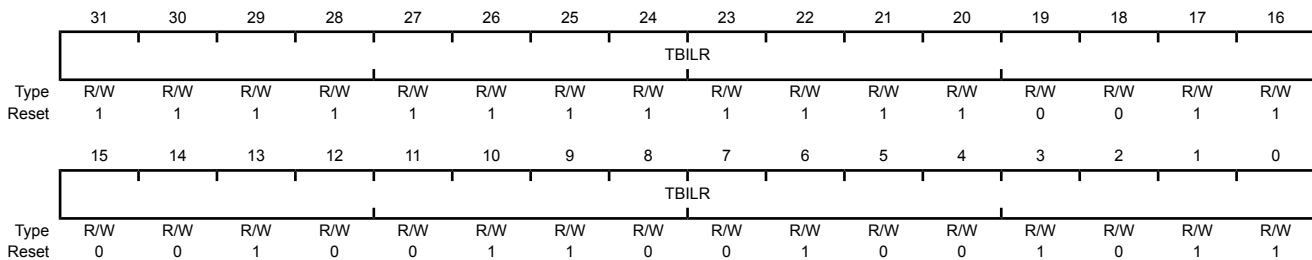 31 30 29 28 27 26 25 24 23 22 21 20 19 18 17 16
TBILR
Type R/W R/W R/W R/W R/W R/W R/W R/W R/W R/W R/W R/W R/W R/W R/W R/W
Reset 1 1 1 1 1 1 1 1 1 1 1 1 0 0 1 1
15 14 13 12 11 10 9 8 7 6 5 4 3 2 1 0
TBILR
Type R/W R/W R/W R/W R/W R/W R/W R/W R/W R/W R/W R/W R/W R/W R/W R/W
Reset 0 0 1 0 0 1 1 0 0 1 0 0 1 0 1 1